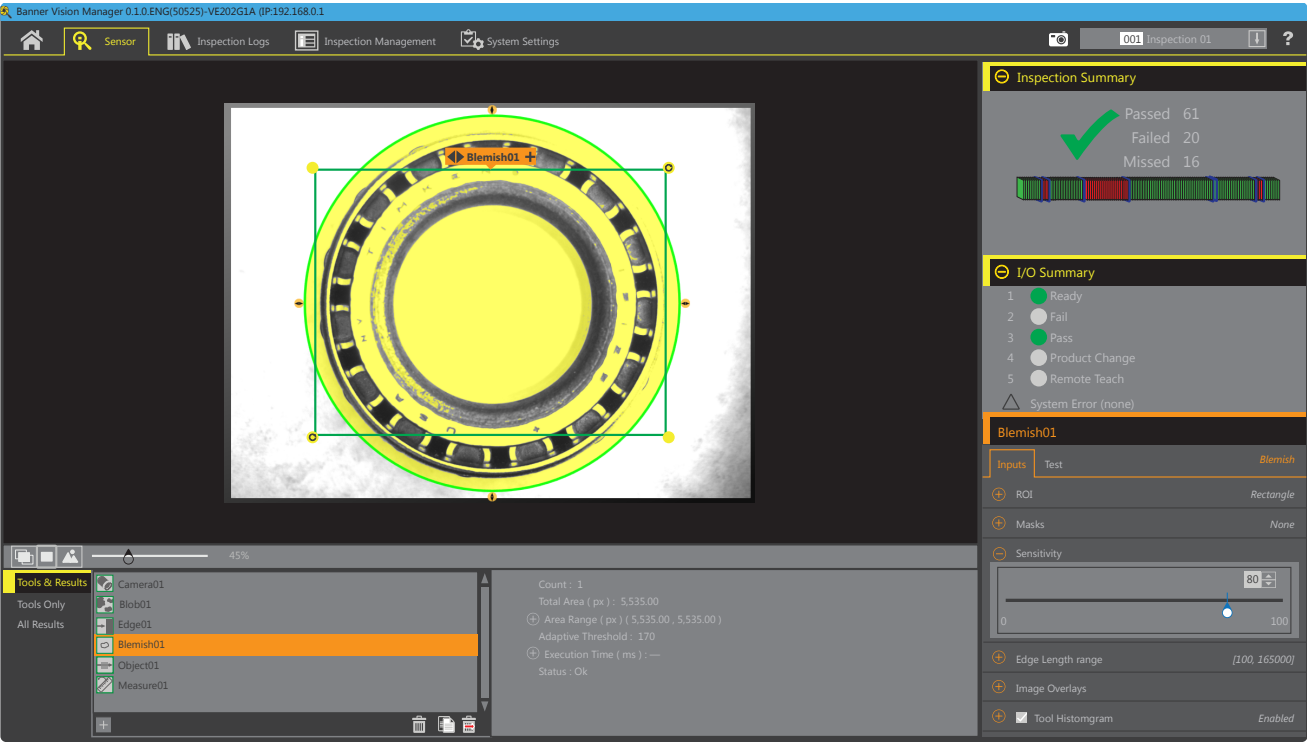 Banner Vision Manager 0.1.0.ENG(50525)-VE202G1A (IP:192.168.0.1
Sensor
Inspection Logs
Inspection Management
System Settings
001 Inspection 01
?
Inspection Summary
Passed 61
Failed 20
Missed 16
Blemish01
I/O Summary
1 Ready
2 Fail
3 Pass
4 Product Change
5 Remote Teach
System Error (none)
Blemish01
Inputs Test Blemish
ROI Rectangle
Masks None
Sensitivity
80
0 100
Edge Length range [100, 165000]
Image Overlays
Tool Histomgram Enabled
45%
Tools & Results
Tools Only
All Results
Camera01
Blob01
Edge01
Blemish01
Object01
Measure01
Count : 1
Total Area ( px ) : 5,535.00
Area Range ( px ) ( 5,535.00 , 5,535.00 )
Adaptive Threshold : 170
Execution Time ( ms ) : —
Status : Ok